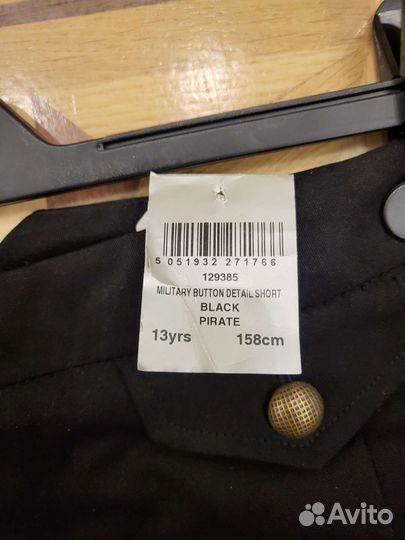 5 051932 271766
129385
MILITARY BUTTON DETAIL SHORT
BLACK
PIRATE
13yrs 158cm
Avito